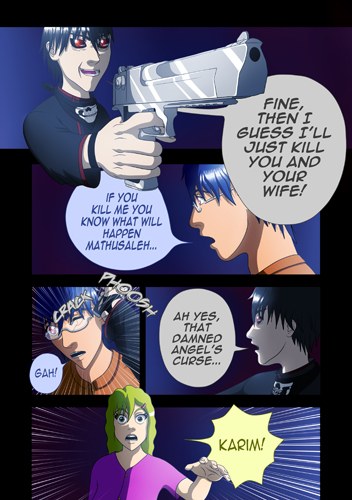 FINE,
THEN I
GUESS I'LL
JUST KILL
YOU AND
YOUR
WIFE!
IF YOU
KILL ME YOU
KNOW WHAT WILL
HAPPEN
MATHUSALEH...
CRACK
PHOOSH
GAH!
AH YES,
THAT
DAMNED
ANGEL'S
CURSE...
KARIM!